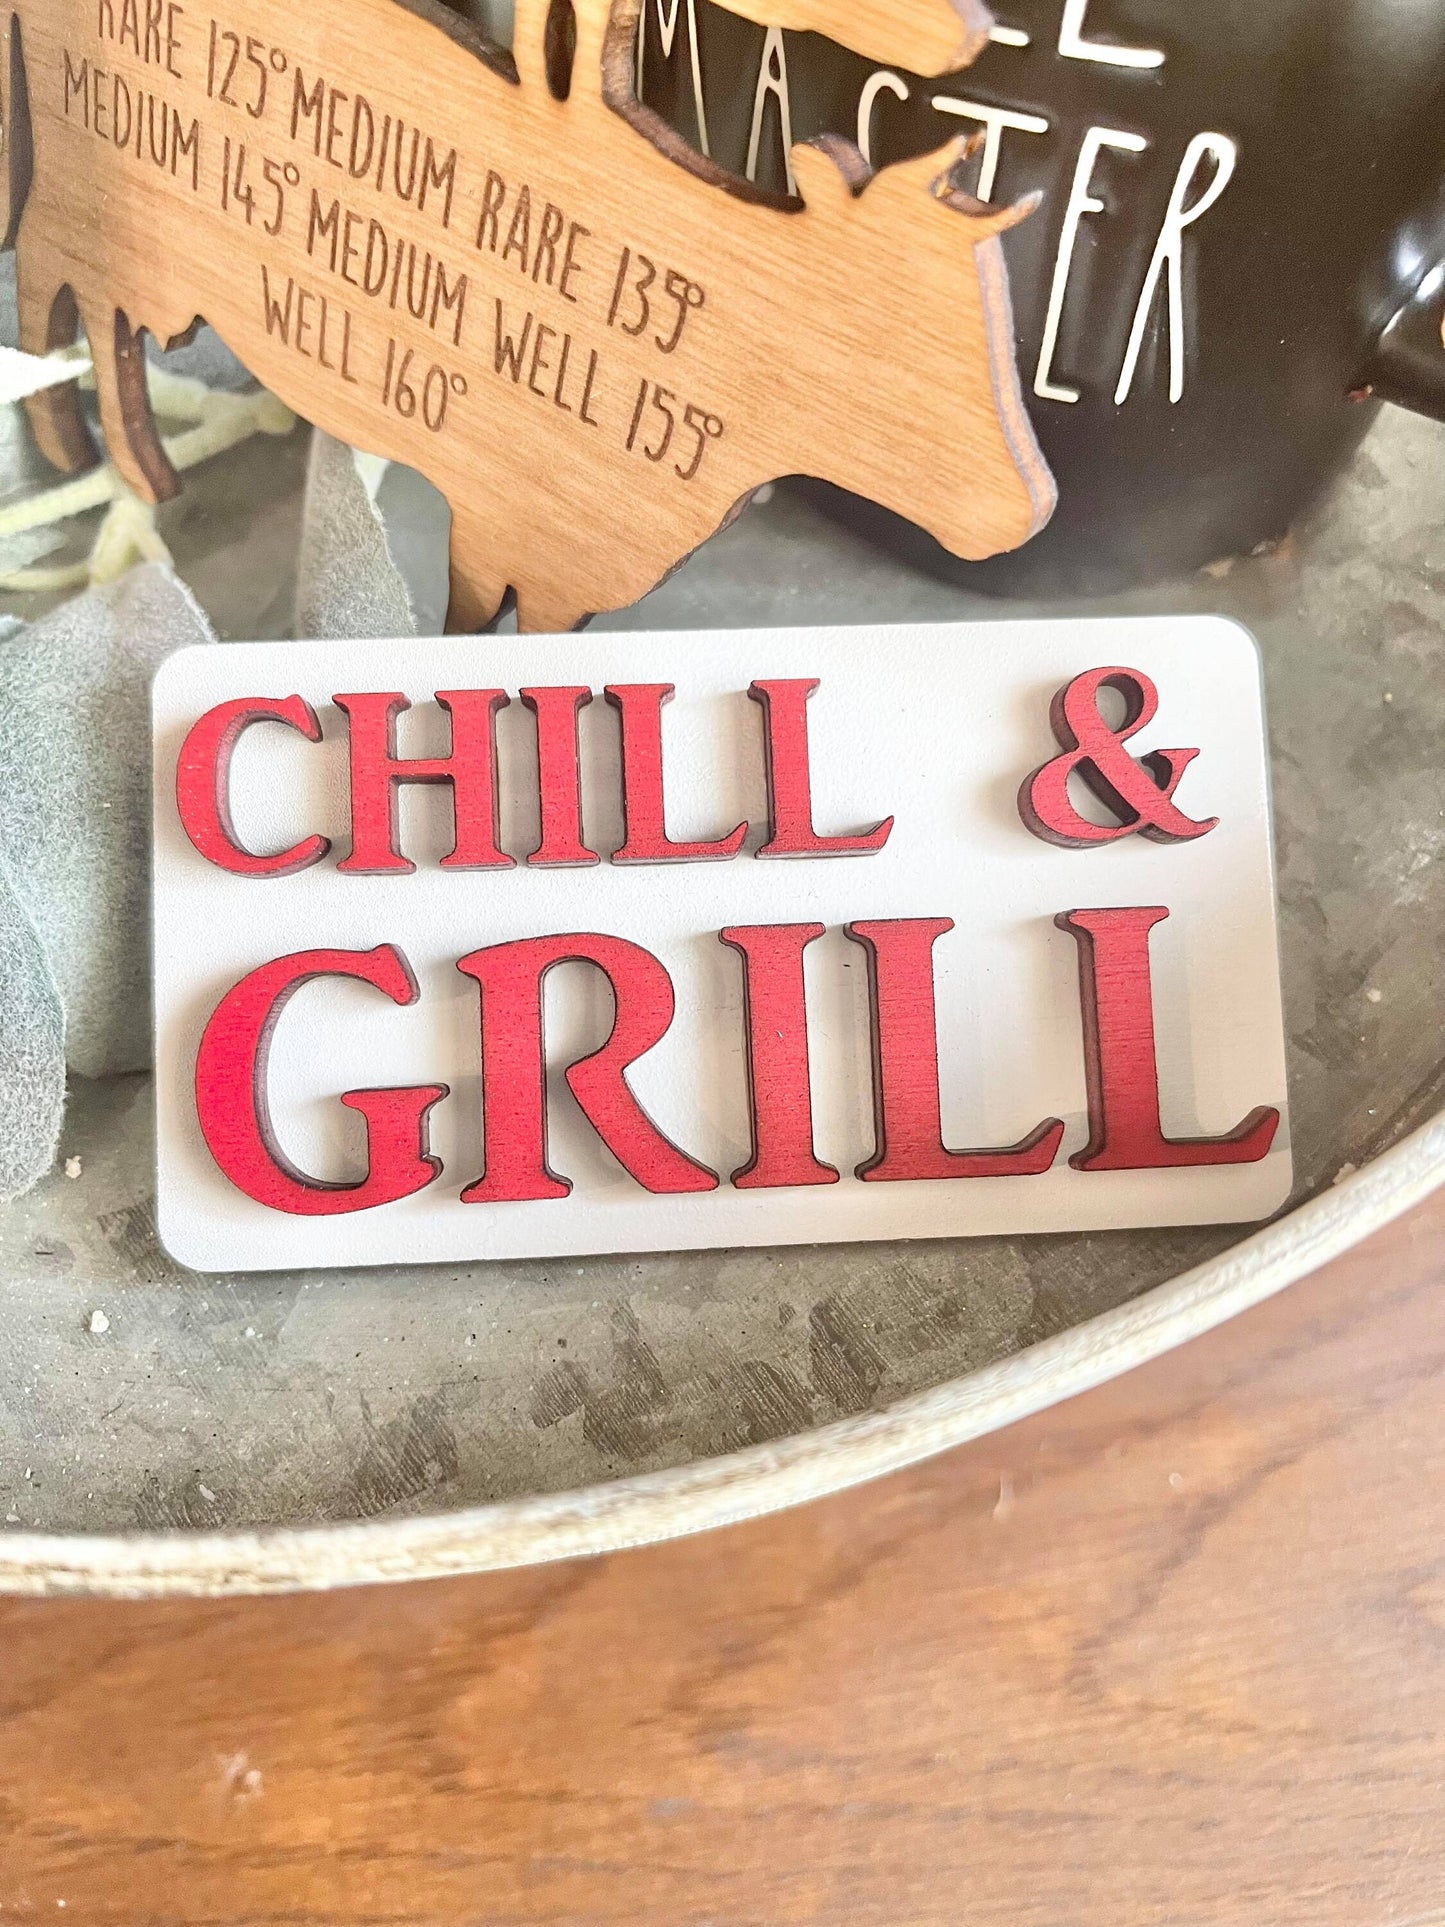 RARE 125° MEDIUM RARE 135°
MEDIUM 145° MEDIUM WELL 155°
WELL 160°
MASTER
CHILL &
GRILL